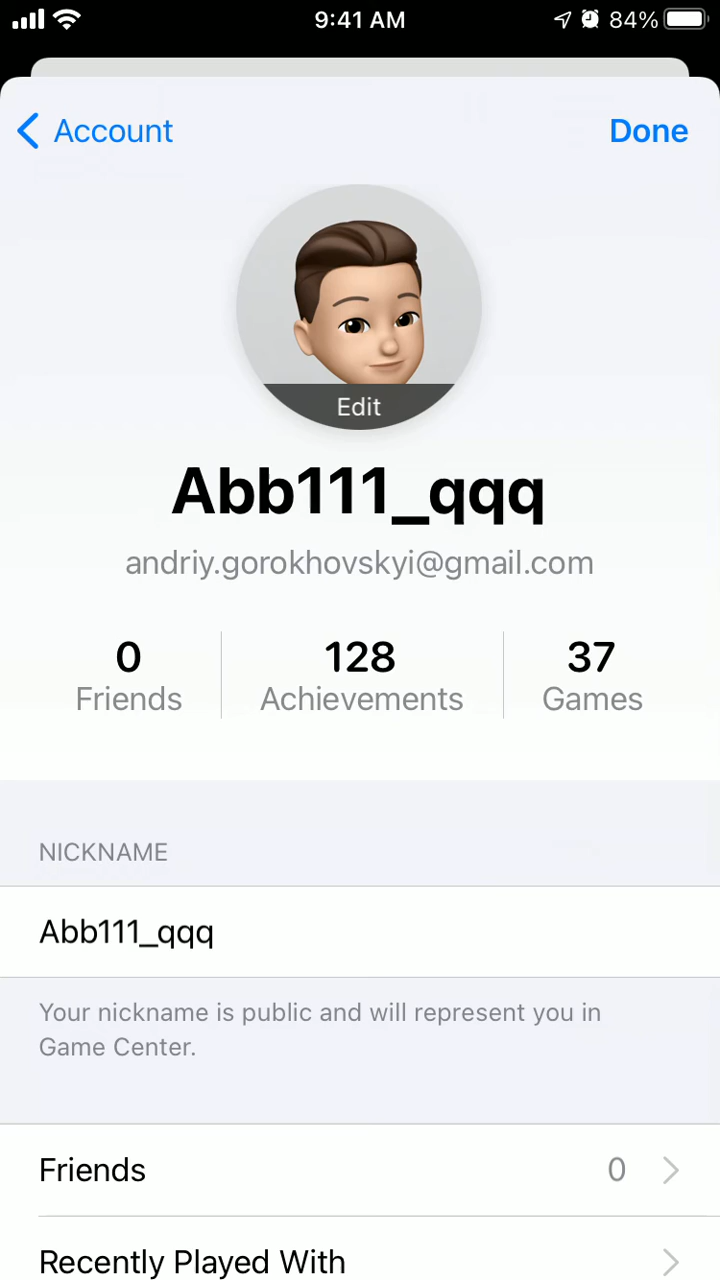 9:41 AM
84%
Account
Done
Edit
Abb111_qqq
andriy.gorokhovskyi@gmail.com
0
128
37
Friends
Achievements
Games
NICKNAME
Abb111_qqq
Your nickname is public and will represent you in
Game Center.
Friends 0
Recently Played With